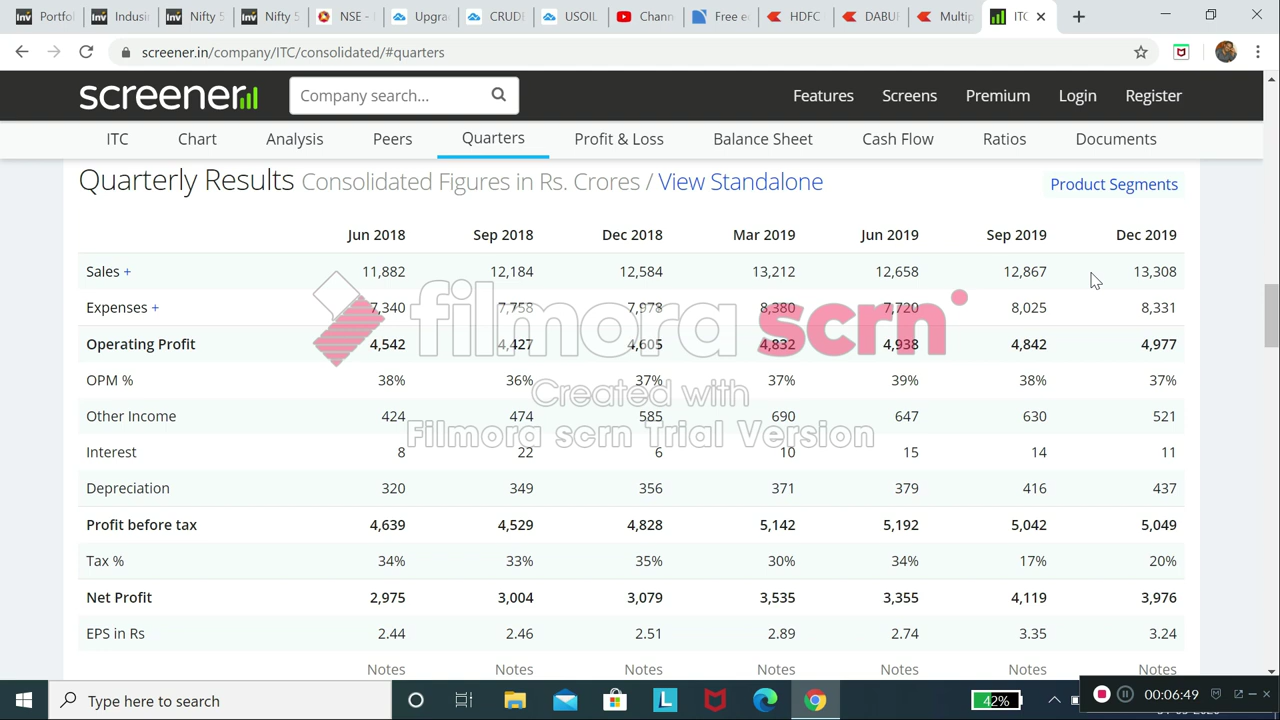 Portfo
Indusi
Nifty 5
Nifty 5
NSE -
Upgra
CRUDE
USOIL
Chann
Free e
HDFC
DABUR
Multip
ITC
screener.in/company/ITC/consolidated/#quarters
screener
Company search...
Features Screens Premium Login Register
ITC Chart Analysis Peers Quarters Profit & Loss Balance Sheet Cash Flow Ratios Documents
Quarterly Results Consolidated Figures in Rs. Crores / View Standalone
Product Segments
Jun 2018 Sep 2018 Dec 2018 Mar 2019 Jun 2019 Sep 2019 Dec 2019
Sales + 11,882 12,184 12,584 13,212 12,658 12,867 13,308
Expenses + 7,340 7,758 7,978 8,380 7,720 8,025 8,331
Operating Profit 4,542 4,427 4,605 4,832 4,938 4,842 4,977
OPM % 38% 36% 37% 37% 39% 38% 37%
Other Income 424 474 585 690 647 630 521
Interest 8 22 6 10 15 14 11
Depreciation 320 349 356 371 379 416 437
Profit before tax 4,639 4,529 4,828 5,142 5,192 5,042 5,049
Tax % 34% 33% 35% 30% 34% 17% 20%
Net Profit 2,975 3,004 3,079 3,535 3,355 4,119 3,976
EPS in Rs 2.44 2.46 2.51 2.89 2.74 3.35 3.24
Notes Notes Notes Notes Notes Notes Notes
filmora scrn
Created with
Filmora scrn Trial Version
Type here to search
42%
00:06:49